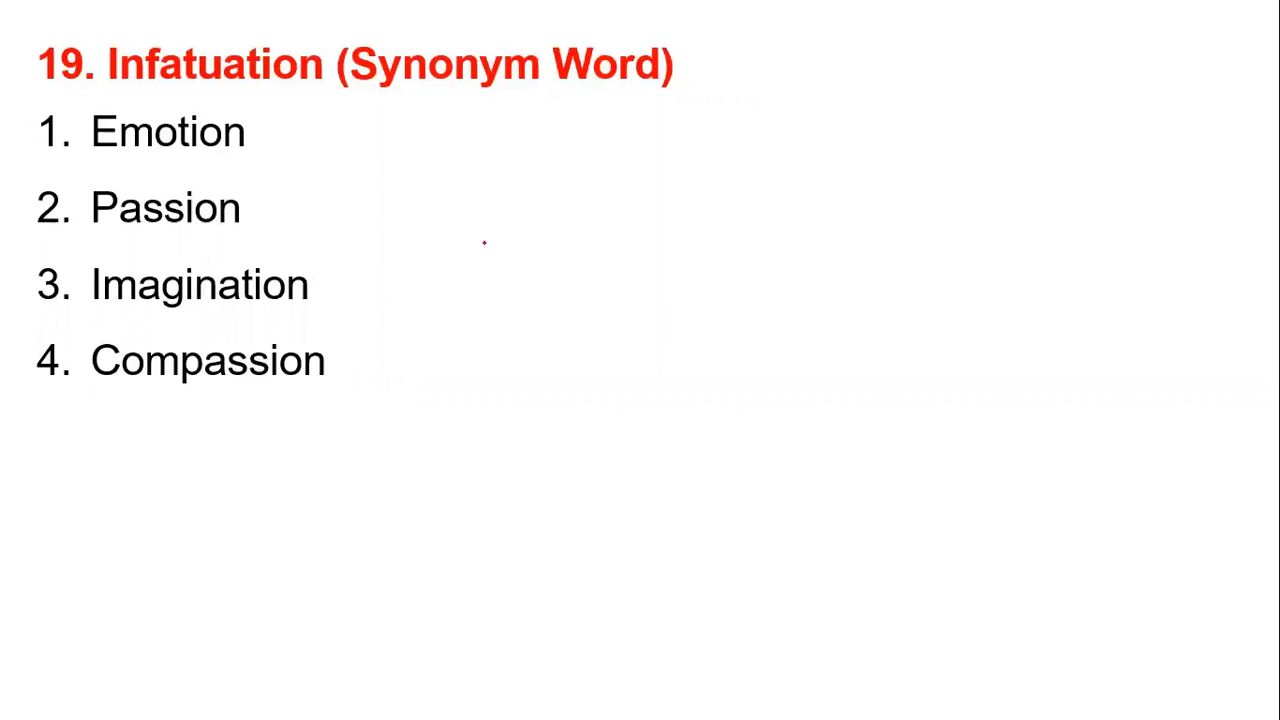 19. Infatuation (Synonym Word)
1. Emotion
2. Passion
3. Imagination
4. Compassion